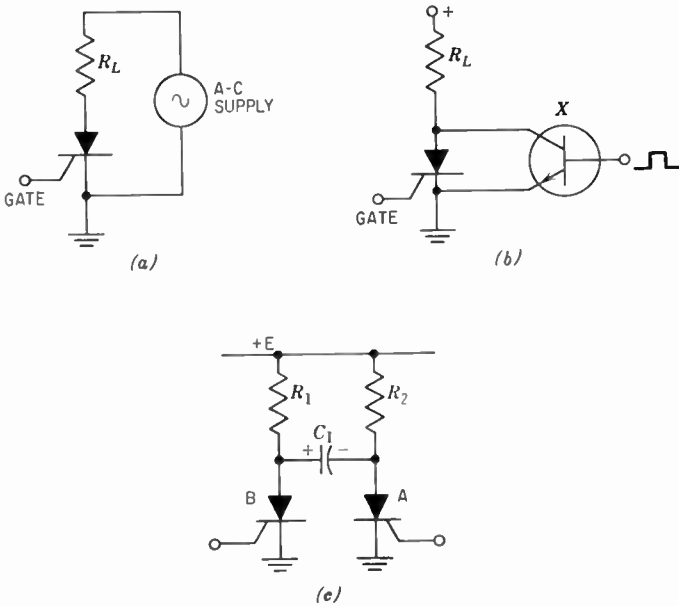 R_L
A-C
SUPPLY
GATE
(a)
+
R_L
X
GATE
(b)
+E
R_1
R_2
C_1
+ −
B
A
(c)